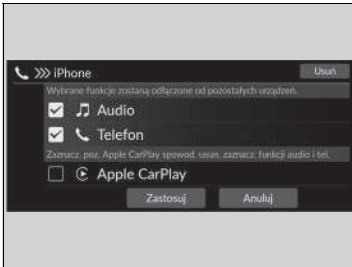 iPhone
Usuń
Wybrane funkcje zostaną odłączone od pozostałych urządzeń.
Audio
Telefon
Zaznacz. poz. Apple CarPlay spowod. usun. zaznacz. funkcji audio i tel.
Apple CarPlay
Zastosuj
Anuluj